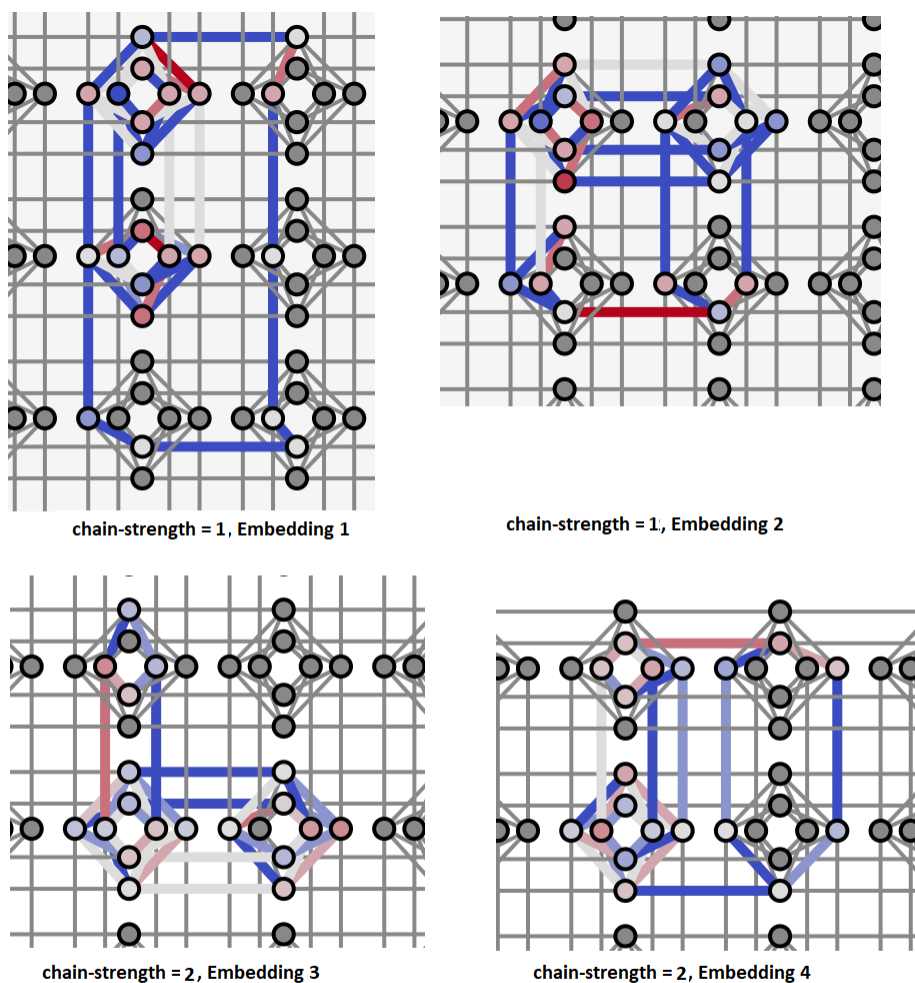 chain-strength = 1, Embedding 1
chain-strength = 1, Embedding 2
chain-strength = 2, Embedding 3
chain-strength = 2, Embedding 4